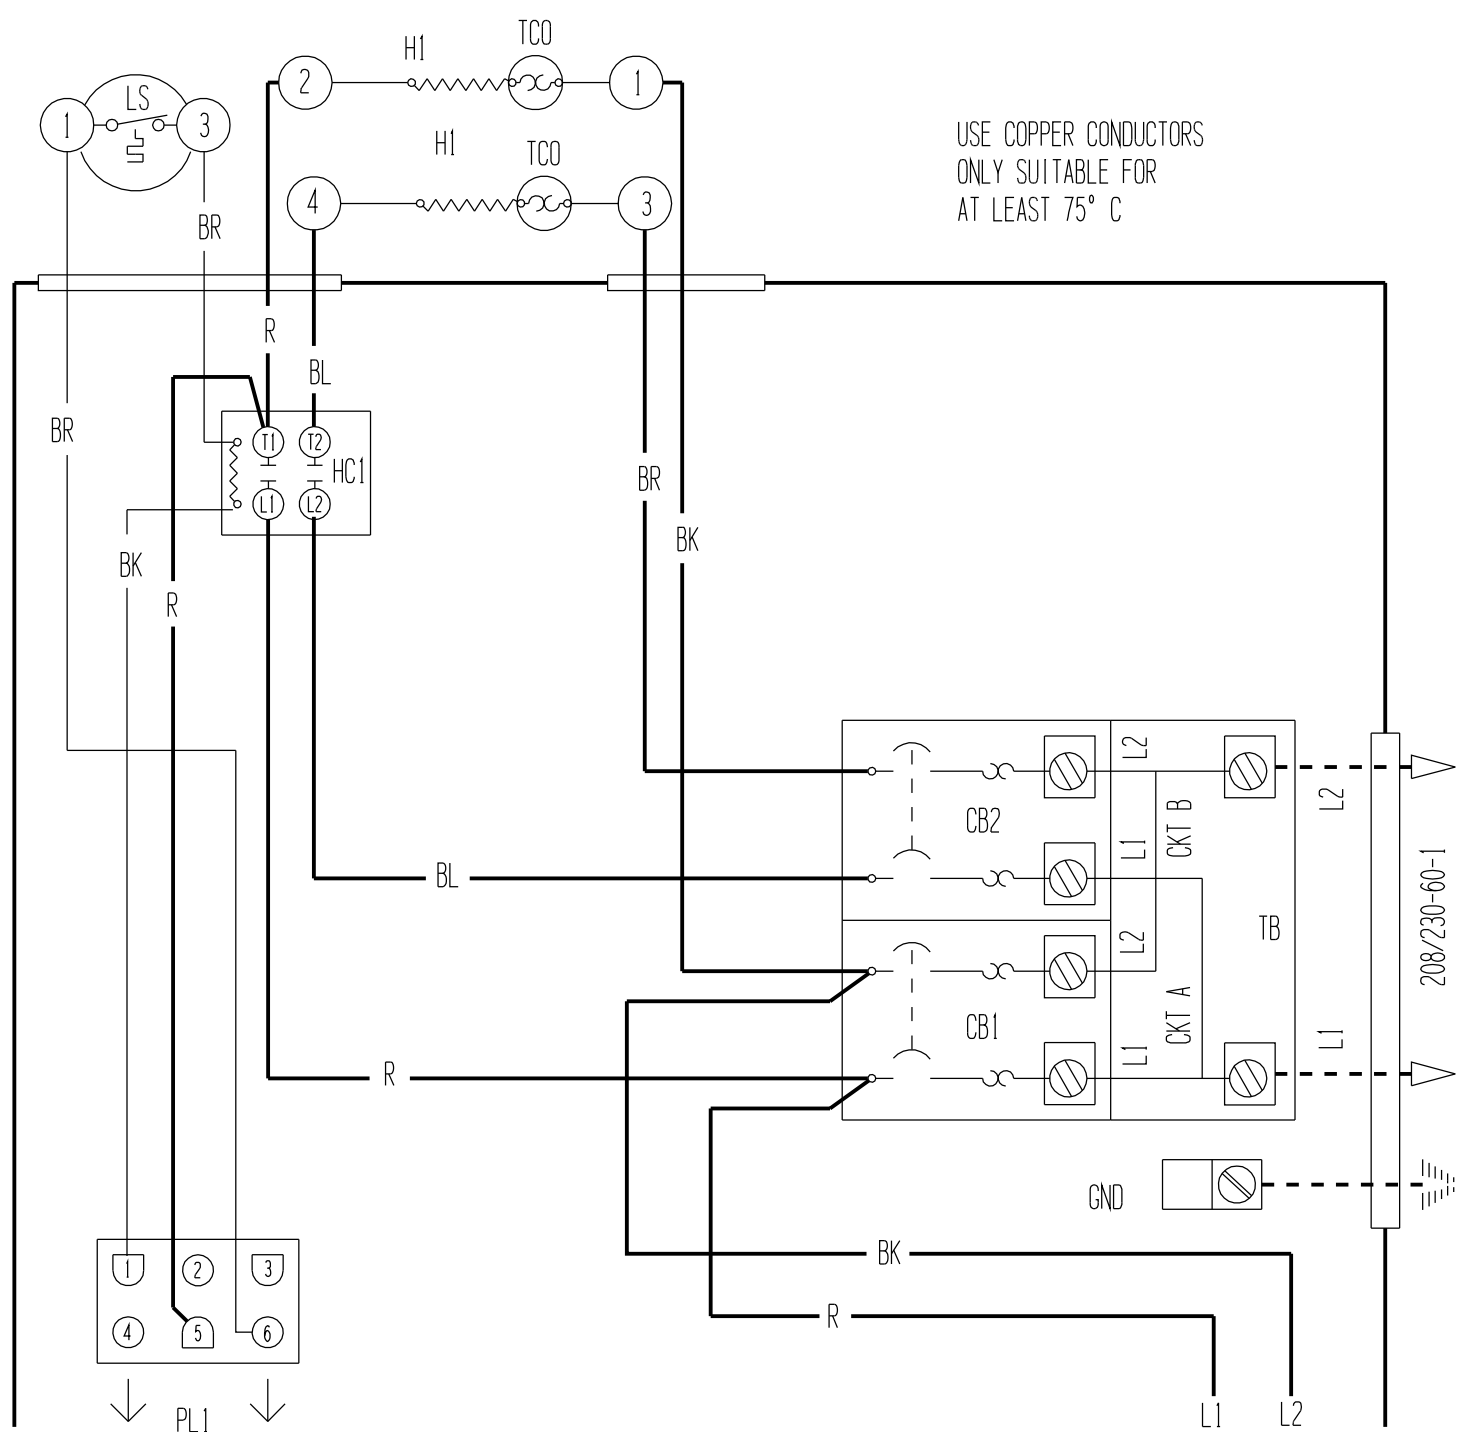 TCO
H1
2
1
LS
1
3
H1
TCO
4
3
USE COPPER CONDUCTORS
ONLY SUITABLE FOR
AT LEAST 75° C
BR
R
BL
BR
T1
T2
HC1
L1
L2
BR
BK
BK
R
L2
CB2
CKT B
L1
L2
BL
TB
208/230-60-1
L2
CB1
CKT A
L1
L1
R
GND
BK
R
1
2
3
4
5
6
PL1
L1
L2